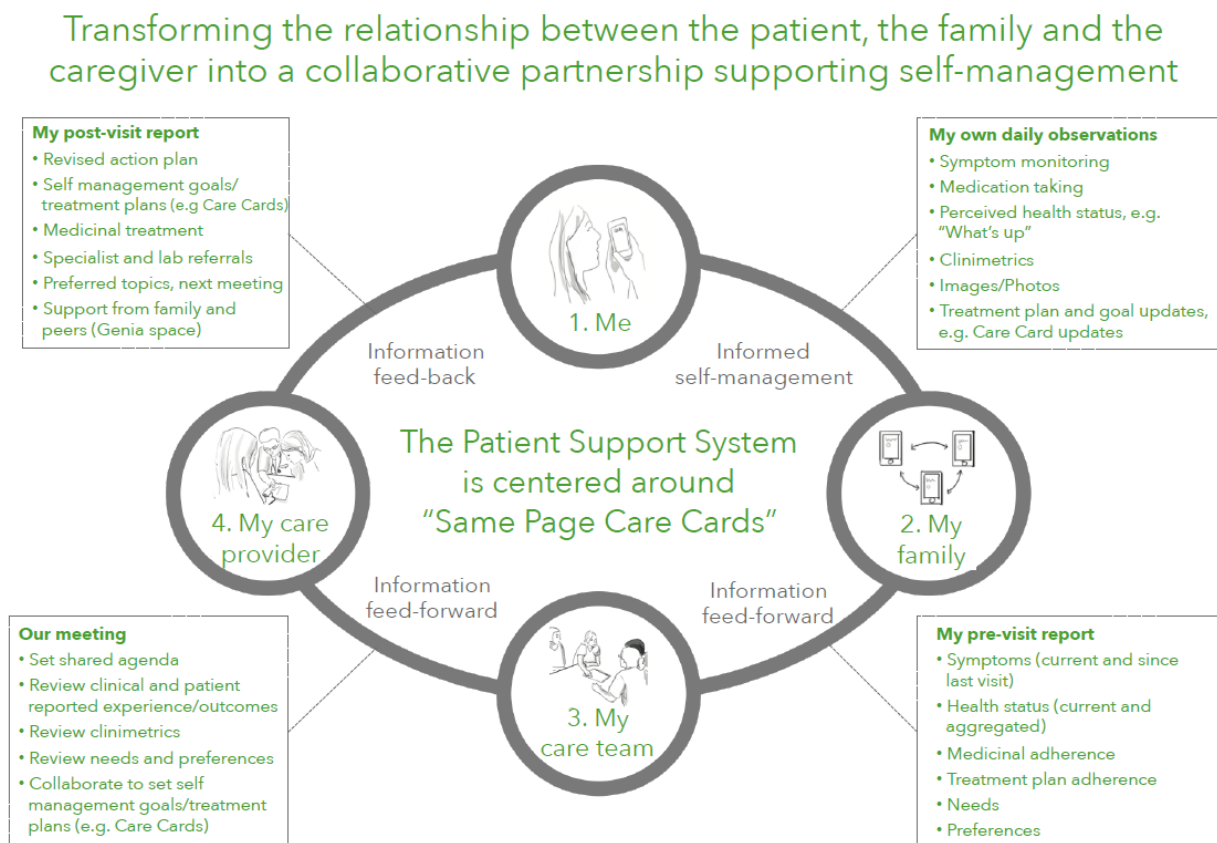 Transforming the relationship between the patient, the family and the
caregiver into a collaborative partnership supporting self-management
My post-visit report
• Revised action plan
• Self management goals/
treatment plans (e.g Care Cards)
• Medicinal treatment
• Specialist and lab referrals
• Preferred topics, next meeting
• Support from family and
peers (Genia space)
My own daily observations
• Symptom monitoring
• Medication taking
• Perceived health status, e.g.
“What’s up”
• Clinimetrics
• Images/Photos
• Treatment plan and goal updates,
e.g. Care Card updates
1. Me
Information
feed-back
Informed
self-management
The Patient Support System
is centered around
“Same Page Care Cards”
4. My care
provider
2. My
family
Information
feed-forward
Information
feed-forward
3. My
care team
Our meeting
• Set shared agenda
• Review clinical and patient
reported experience/outcomes
• Review clinimetrics
• Review needs and preferences
• Collaborate to set self
management goals/treatment
plans (e.g. Care Cards)
My pre-visit report
• Symptoms (current and since
last visit)
• Health status (current and
aggregated)
• Medicinal adherence
• Treatment plan adherence
• Needs
• Preferences